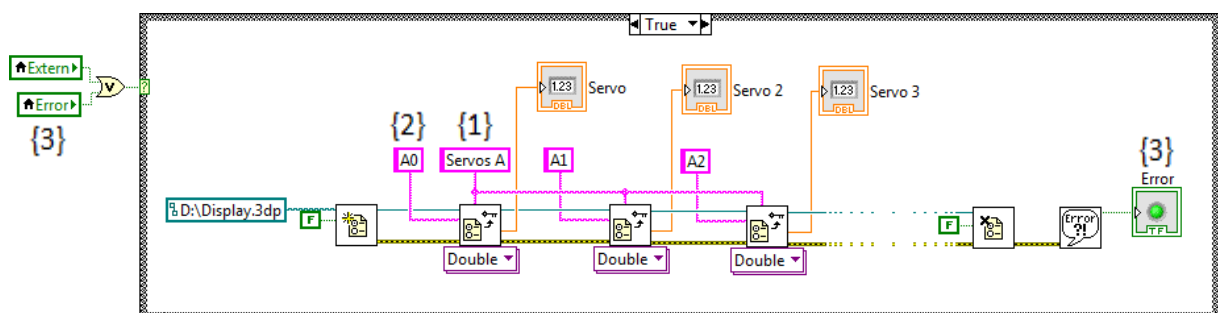 True
Extern
Error
{3}
V
?
1.23
DBL
Servo
1.23
DBL
Servo 2
1.23
DBL
Servo 3
{2}
{1}
A0
Servos A
A1
A2
{3}
Error
TF
D:\Display.3dp
F
Double
Double
Double
F
Error
?!